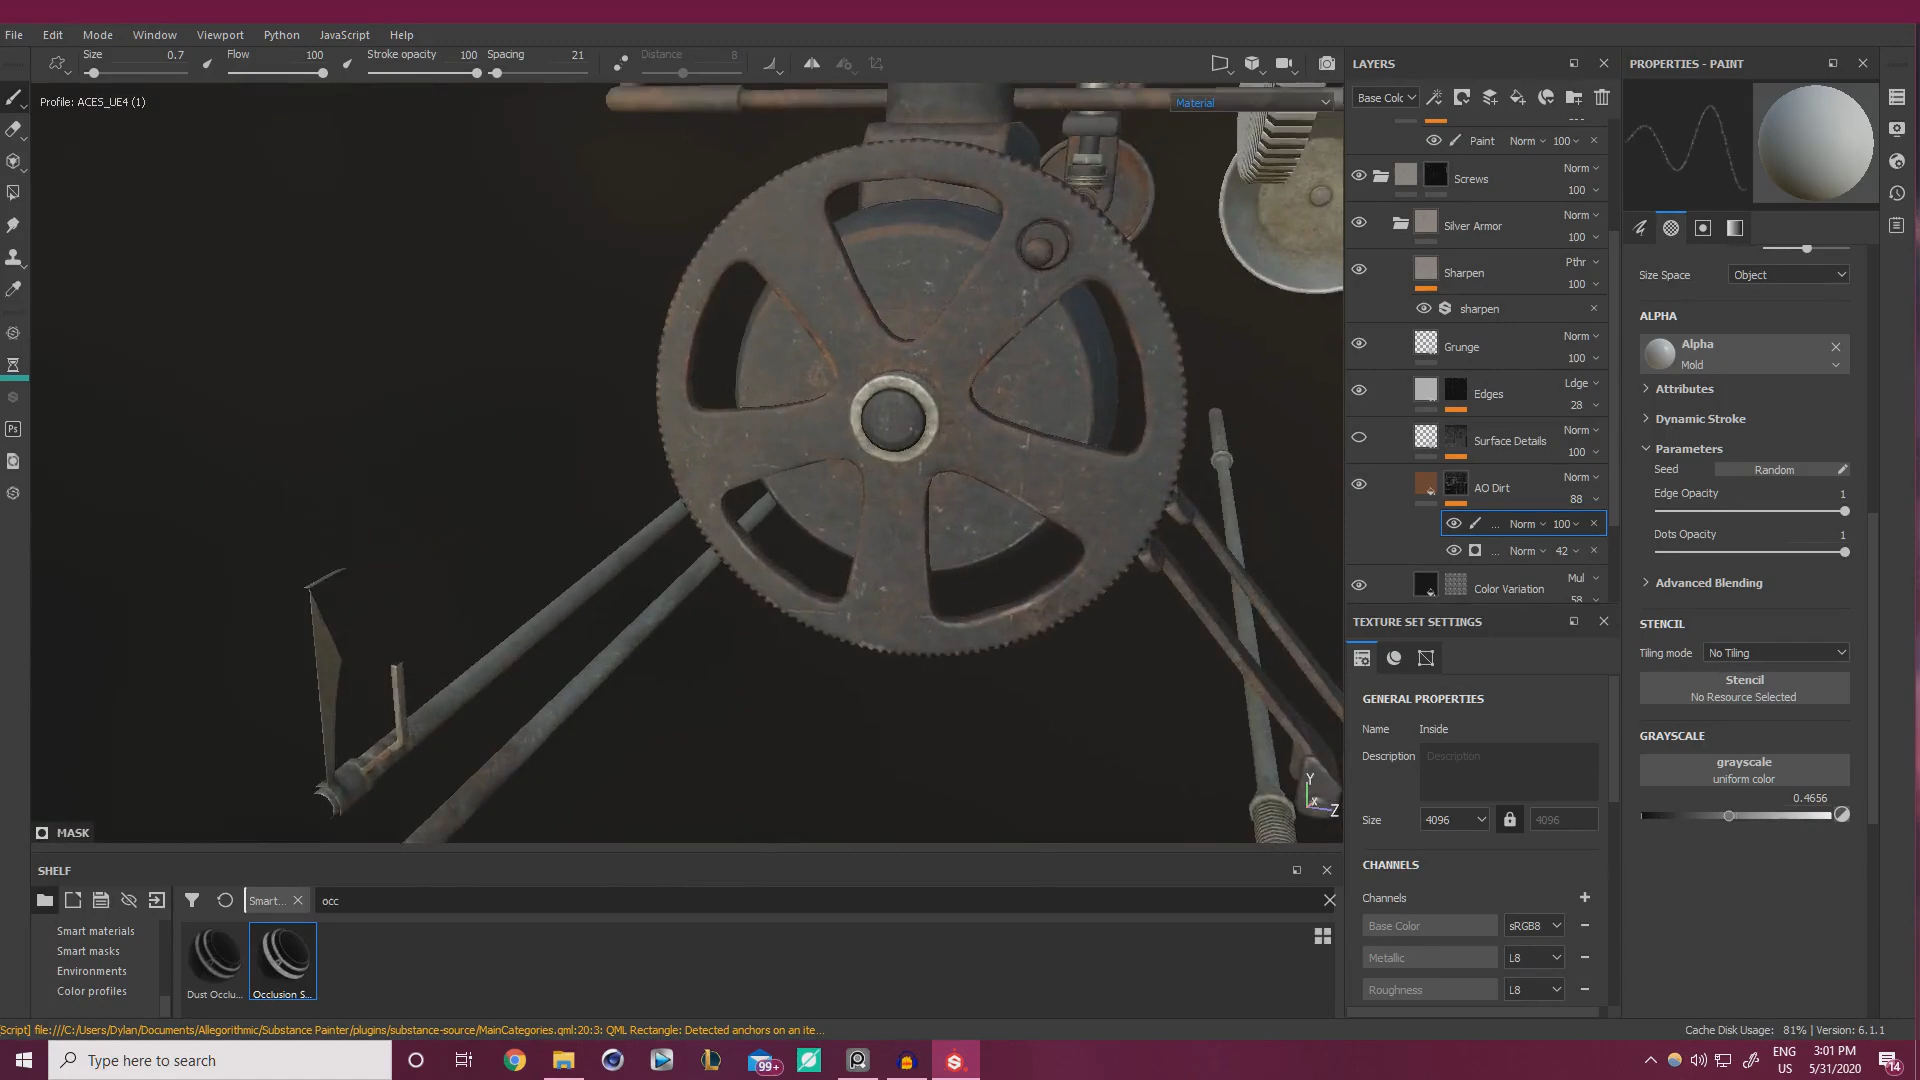 File Edit Mode Window Viewport Python JavaScript Help
Size 0.7 Flow 100 Stroke opacity 100 Spacing 21 Distance 8
Profile: ACES_UE4 (1)
Material
MASK
Y
X
Z
LAYERS
Base Colc
Paint Norm 100
Screws Norm
100
Silver Armor Norm
100
Sharpen Pthr
100
sharpen
Grunge Norm
100
Edges Ldge
28
Surface Details Norm
100
AO Dirt Norm
88
... Norm 100
... Norm 42
Color Variation Mul
58
TEXTURE SET SETTINGS
GENERAL PROPERTIES
Name Inside
Description Description
Size 4096 4096
CHANNELS
Channels
Base Color sRGB8
Metallic L8
Roughness L8
PROPERTIES - PAINT
Size Space Object
ALPHA
Alpha
Mold
Attributes
Dynamic Stroke
Parameters
Seed Random
Edge Opacity 1
Dots Opacity 1
Advanced Blending
STENCIL
Tiling mode No Tiling
Stencil
No Resource Selected
GRAYSCALE
grayscale
uniform color
0.4656
SHELF
Smart... occ
Smart materials
Smart masks
Environments
Color profiles
Dust Occlu... Occlusion S...
Script] file:///C:/Users/Dylan/Documents/Allegorithmic/Substance Painter/plugins/substance-source/MainCategories.qml:20:3: QML Rectangle: Detected anchors on an ite...
Cache Disk Usage: 81% | Version: 6.1.1
Type here to search
Ps
99+
ENG
US
3:01 PM
5/31/2020
14